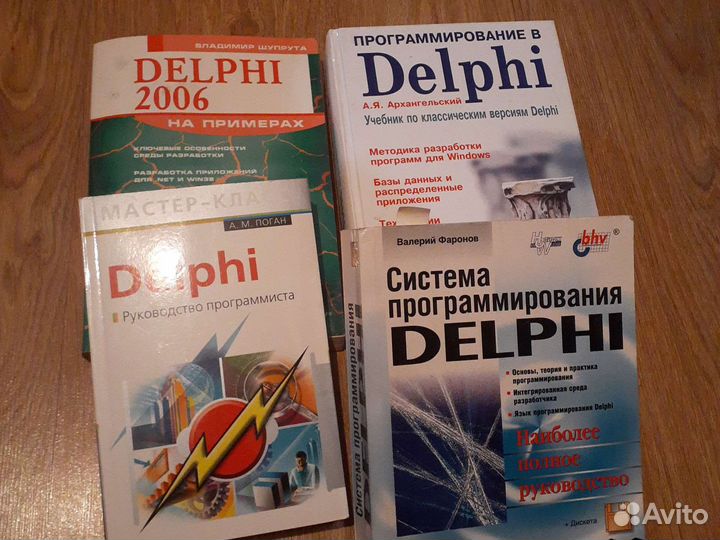 ВЛАДИМИР ШУПРУТА
DELPHI
2006
НА ПРИМЕРАХ
КЛЮЧЕВЫЕ ОСОБЕННОСТИ
СРЕДЫ РАЗРАБОТКИ
РАЗРАБОТКА ПРИЛОЖЕНИЙ
ДЛЯ .NET И WIN32
ПРОГРАММИРОВАНИЕ В
Delphi
А.Я. Архангельский
Учебник по классическим версиям Delphi
Методика разработки
программ для Windows
Базы данных и
распределенные
приложения
МАСТЕР-КЛА
А. М. ПОГАН
Delphi
Руководство программиста
Валерий Фаронов
bhv®
Система
программирования
DELPHI
• Основы, теория и практика
программирования
• Интегрированная среда
разработчика
• Язык программирования Delphi
Наиболее
полное
руководство
+ Дискета
Система программирования
Avito